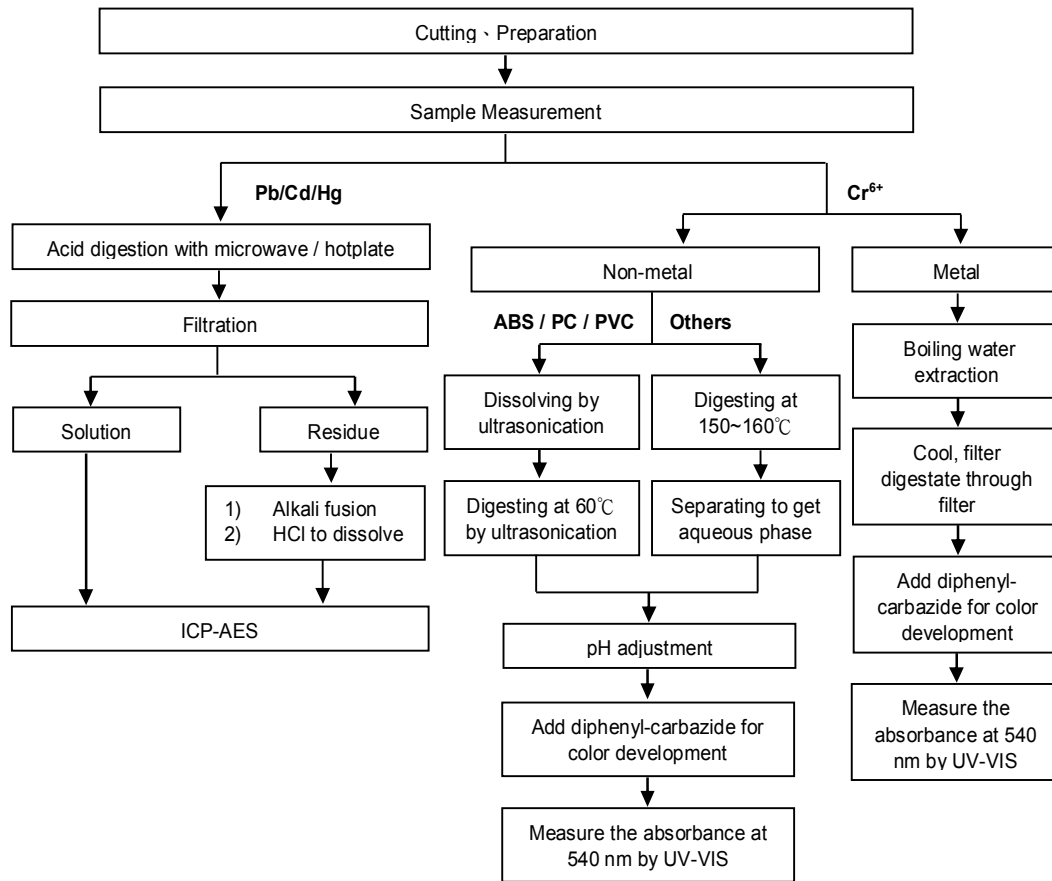 Cutting、Preparation
Sample Measurement
Pb/Cd/Hg
Cr⁶⁺
Acid digestion with microwave / hotplate
Filtration
Solution
Residue
1) Alkali fusion
2) HCl to dissolve
ICP-AES
Non-metal
ABS / PC / PVC
Others
Dissolving by
ultrasonication
Digesting at 60℃
by ultrasonication
Digesting at
150~160℃
Separating to get
aqueous phase
pH adjustment
Add diphenyl-carbazide for
color development
Measure the absorbance at
540 nm by UV-VIS
Metal
Boiling water
extraction
Cool, filter
digestate through
filter
Add diphenyl-
carbazide for color
development
Measure the
absorbance at 540
nm by UV-VIS